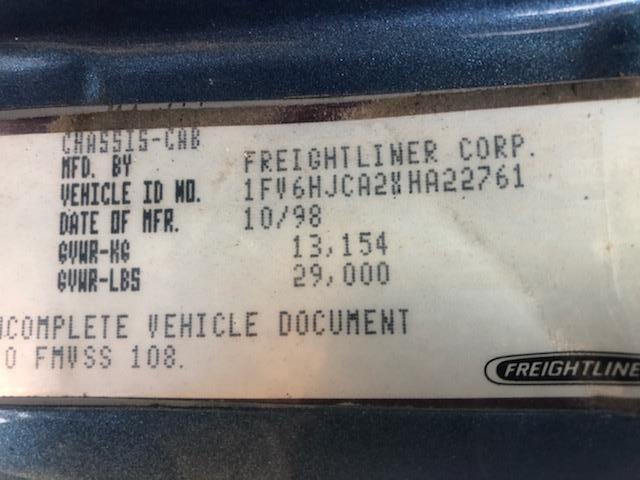 CHASSIS-CAB
MFD. BY FREIGHTLINER CORP.
VEHICLE ID NO. 1FV6HJCA2XHA22761
DATE OF MFR. 10/98
GVWR-KG 13,154
GVWR-LBS 29,000
NCOMPLETE VEHICLE DOCUMENT
O FMVSS 108.
FREIGHTLINE